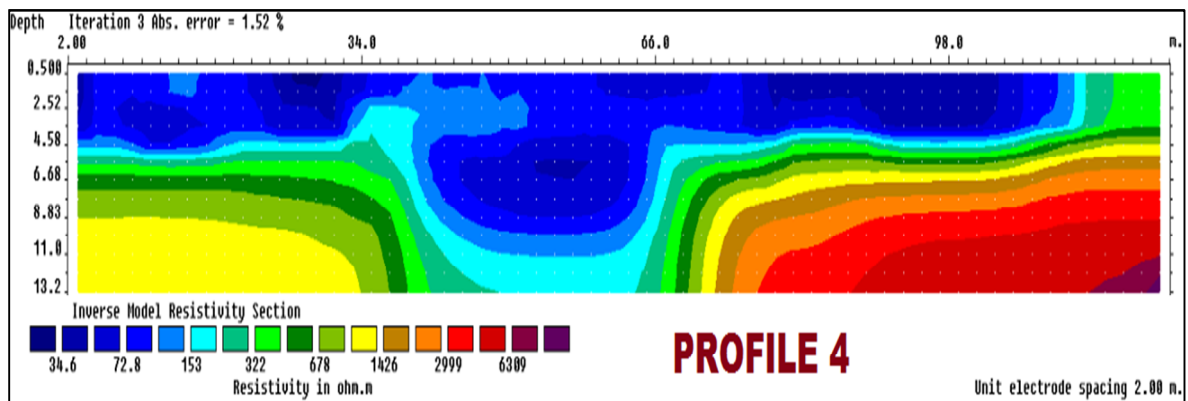 Depth Iteration 3 Abs. error = 1.52 %
2.00 34.0 66.0 98.0 m.
0.500
2.52
4.58
6.68
8.83
11.0
13.2
Inverse Model Resistivity Section
34.6 72.8 153 322 678 1426 2999 6309
Resistivity in ohm.m
PROFILE 4
Unit electrode spacing 2.00 m.